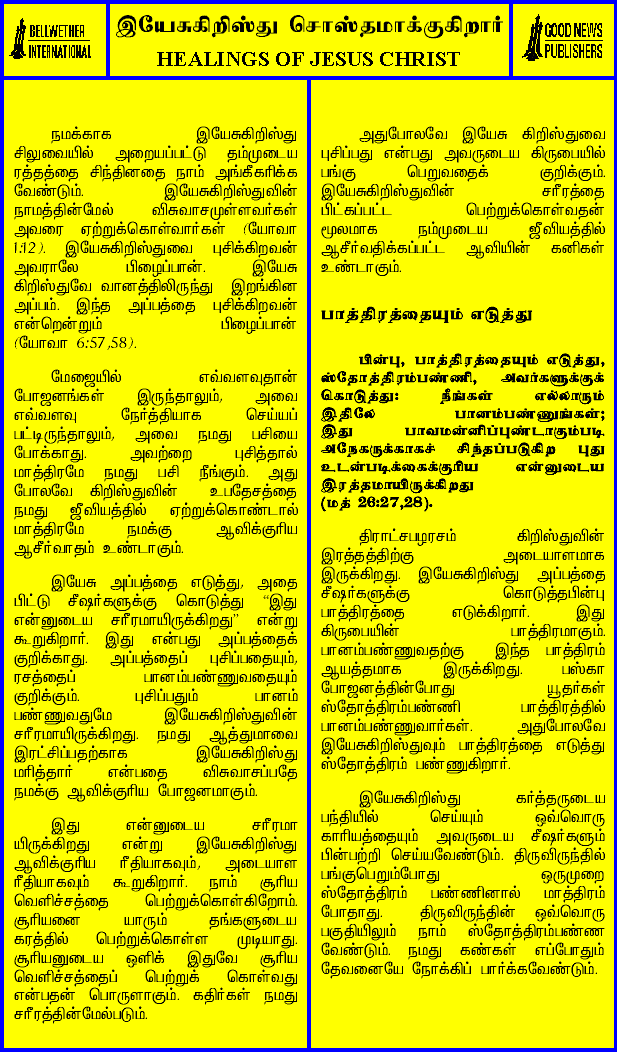 BELLWETHER
INTERNATIONAL
இயேசுகிறிஸ்து சொஸ்தமாக்குகிறார்
HEALINGS OF JESUS CHRIST
GOOD NEWS
PUBLISHERS
நமக்காக இயேசுகிறிஸ்து
சிலுவையில் அறையப்பட்டு தம்முடைய
ரத்தத்தை சிந்தினதை நாம் அங்கீகரிக்க
வேண்டும். இயேசுகிறிஸ்துவின்
நாமத்தின்மேல் விசுவாசமுள்ளவர்கள்
அவரை ஏற்றுக்கொள்வார்கள் (யோவா
1:12). இயேசுகிறிஸ்துவை புசிக்கிறவன்
அவராலே பிழைப்பான். இயேசு
கிறிஸ்துவே வானத்திலிருந்து இறங்கின
அப்பம். இந்த அப்பத்தை புசிக்கிறவன்
என்றென்றும் பிழைப்பான்
(யோவா 6:57,58).
மேஜையில் எவ்வளவுதான்
போஜனங்கள் இருந்தாலும், அவை
எவ்வளவு நேர்த்தியாக செய்யப்
பட்டிருந்தாலும், அவை நமது பசியை
போக்காது. அவற்றை புசித்தால்
மாத்திரமே நமது பசி நீங்கும். அது
போலவே கிறிஸ்துவின் உபதேசத்தை
நமது ஜீவியத்தில் ஏற்றுக்கொண்டால்
மாத்திரமே நமக்கு ஆவிக்குரிய
ஆசீர்வாதம் உண்டாகும்.
இயேசு அப்பத்தை எடுத்து, அதை
பிட்டு சீஷர்களுக்கு கொடுத்து “இது
என்னுடைய சரீரமாயிருக்கிறது” என்று
கூறுகிறார். இது என்பது அப்பத்தைக்
குறிக்காது. அப்பத்தைப் புசிப்பதையும்,
ரசத்தைப் பானம்பண்ணுவதையும்
குறிக்கும். புசிப்பதும் பானம்
பண்ணுவதுமே இயேசுகிறிஸ்துவின்
சரீரமாயிருக்கிறது. நமது ஆத்துமாவை
இரட்சிப்பதற்காக இயேசுகிறிஸ்து
மரித்தார் என்பதை விசுவாசப்பதே
நமக்கு ஆவிக்குரிய போஜனமாகும்.
இது என்னுடைய சரீரமா
யிருக்கிறது என்று இயேசுகிறிஸ்து
ஆவிக்குரிய ரீதியாகவும், அடையாள
ரீதியாகவும் கூறுகிறார். நாம் சூரிய
வெளிச்சத்தை பெற்றுக்கொள்கிறோம்.
சூரியனை யாரும் தங்களுடைய
கரத்தில் பெற்றுக்கொள்ள முடியாது.
சூரியனுடைய ஒளிக் இதுவே சூரிய
வெளிச்சத்தைப் பெற்றுக் கொள்வது
என்பதன் பொருளாகும். கதிர்கள் நமது
சரீரத்தின்மேல்படும்.
அதுபோலவே இயேசு கிறிஸ்துவை
புசிப்பது என்பது அவருடைய கிருபையில்
பங்கு பெறுவதைக் குறிக்கும்.
இயேசுகிறிஸ்துவின் சரீரத்தை
பிட்கப்பட்ட பெற்றுக்கொள்வதன்
மூலமாக நம்முடைய ஜீவியத்தில்
ஆசீர்வதிக்கப்பட்ட ஆவியின் கனிகள்
உண்டாகும்.
பாத்திரத்தையும் எடுத்து
பின்பு, பாத்திரத்தையும் எடுத்து,
ஸ்தோத்திரம்பண்ணி, அவர்களுக்குக்
கொடுத்து: நீங்கள் எல்லாரும்
இதிலே பானம்பண்ணுங்கள்;
இது பாவமன்னிப்புண்டாகும்படி
அநேகருக்காகச் சிந்தப்படுகிற புது
உடன்படிக்கைக்குரிய என்னுடைய
இரத்தமாயிருக்கிறது
(மத் 26:27,28).
திராட்சபழரசம் கிறிஸ்துவின்
இரத்தத்திற்கு அடையாளமாக
இருக்கிறது. இயேசுகிறிஸ்து அப்பத்தை
சீஷர்களுக்கு கொடுத்தபின்பு
பாத்திரத்தை எடுக்கிறார். இது
கிருபையின் பாத்திரமாகும்.
பானம்பண்ணுவதற்கு இந்த பாத்திரம்
ஆயத்தமாக இருக்கிறது. பஸ்கா
போஜனத்தின்போது யூதர்கள்
ஸ்தோத்திரம்பண்ணி பாத்திரத்தில்
பானம்பண்ணுவார்கள். அதுபோலவே
இயேசுகிறிஸ்துவும் பாத்திரத்தை எடுத்து
ஸ்தோத்திரம் பண்ணுகிறார்.
இயேசுகிறிஸ்து கர்த்தருடைய
பந்தியில் செய்யும் ஒவ்வொரு
காரியத்தையும் அவருடைய சீஷர்களும்
பின்பற்றி செய்யவேண்டும். திருவிருந்தில்
பங்குபெறும்போது ஒருமுறை
ஸ்தோத்திரம் பண்ணினால் மாத்திரம்
போதாது. திருவிருந்தின் ஒவ்வொரு
பகுதியிலும் நாம் ஸ்தோத்திரம்பண்ண
வேண்டும். நமது கண்கள் எப்போதும்
தேவனையே நோக்கிப் பார்க்கவேண்டும்.